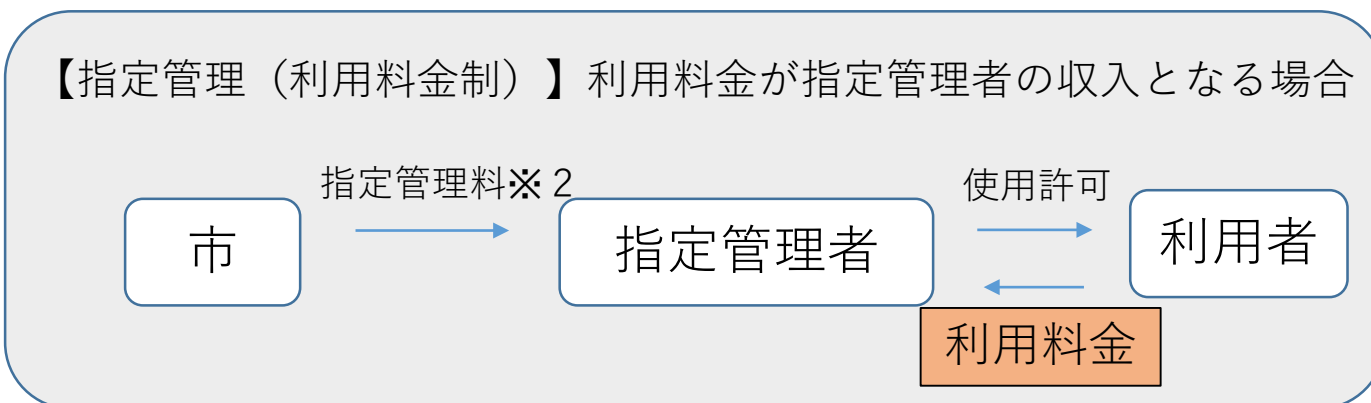 【指定管理（利用料金制）】利用料金が指定管理者の収入となる場合
指定管理料※２
使用許可
市
指定管理者
利用者
利用料金